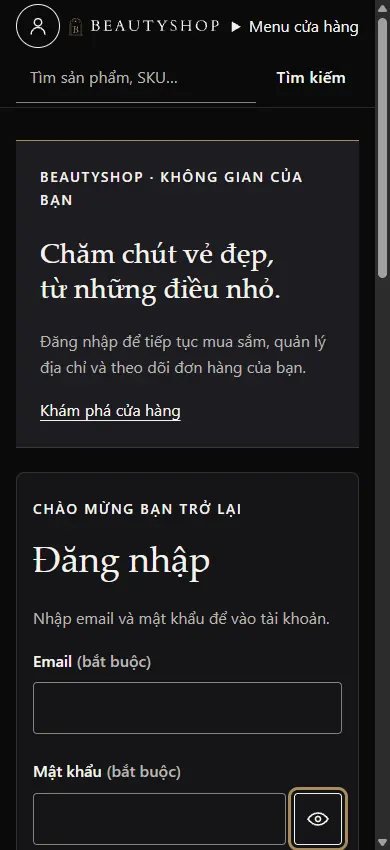 BEAUTYSHOP
Menu cửa hàng
Tìm sản phẩm, SKU...
Tìm kiếm
BEAUTYSHOP · KHÔNG GIAN CỦA
BẠN
Chăm chút vẻ đẹp,
từ những điều nhỏ.
Đăng nhập để tiếp tục mua sắm, quản lý
địa chỉ và theo dõi đơn hàng của bạn.
Khám phá cửa hàng
CHÀO MỪNG BẠN TRỞ LẠI
Đăng nhập
Nhập email và mật khẩu để vào tài khoản.
Email (bắt buộc)
Mật khẩu (bắt buộc)